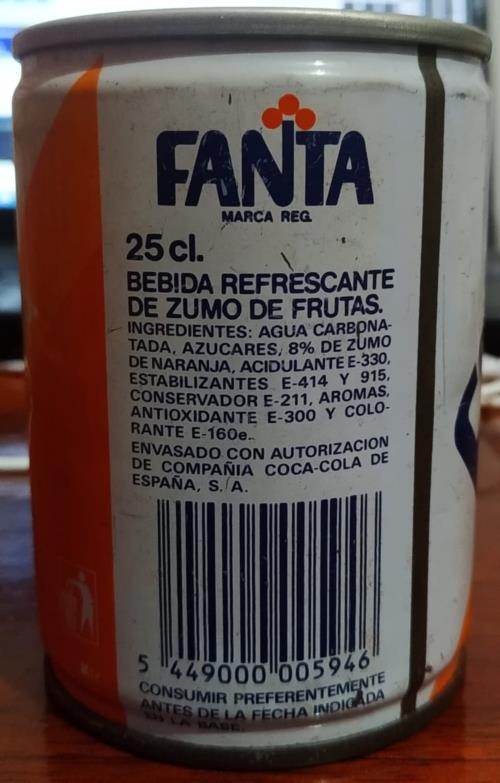 FANTA
MARCA REG.
25 cl.
BEBIDA REFRESCANTE
DE ZUMO DE FRUTAS.
INGREDIENTES: AGUA CARBONA-
TADA, AZUCARES, 8% DE ZUMO
DE NARANJA, ACIDULANTE E-330,
ESTABILIZANTES E-414 Y 915,
CONSERVADOR E-211, AROMAS,
ANTIOXIDANTE E-300 Y COLO-
RANTE E-160e.
ENVASADO CON AUTORIZACION
DE COMPAÑIA COCA-COLA DE
ESPAÑA, S. A.
5 449000 005946
CONSUMIR PREFERENTEMENTE
ANTES DE LA FECHA INDICADA
EN LA BASE.